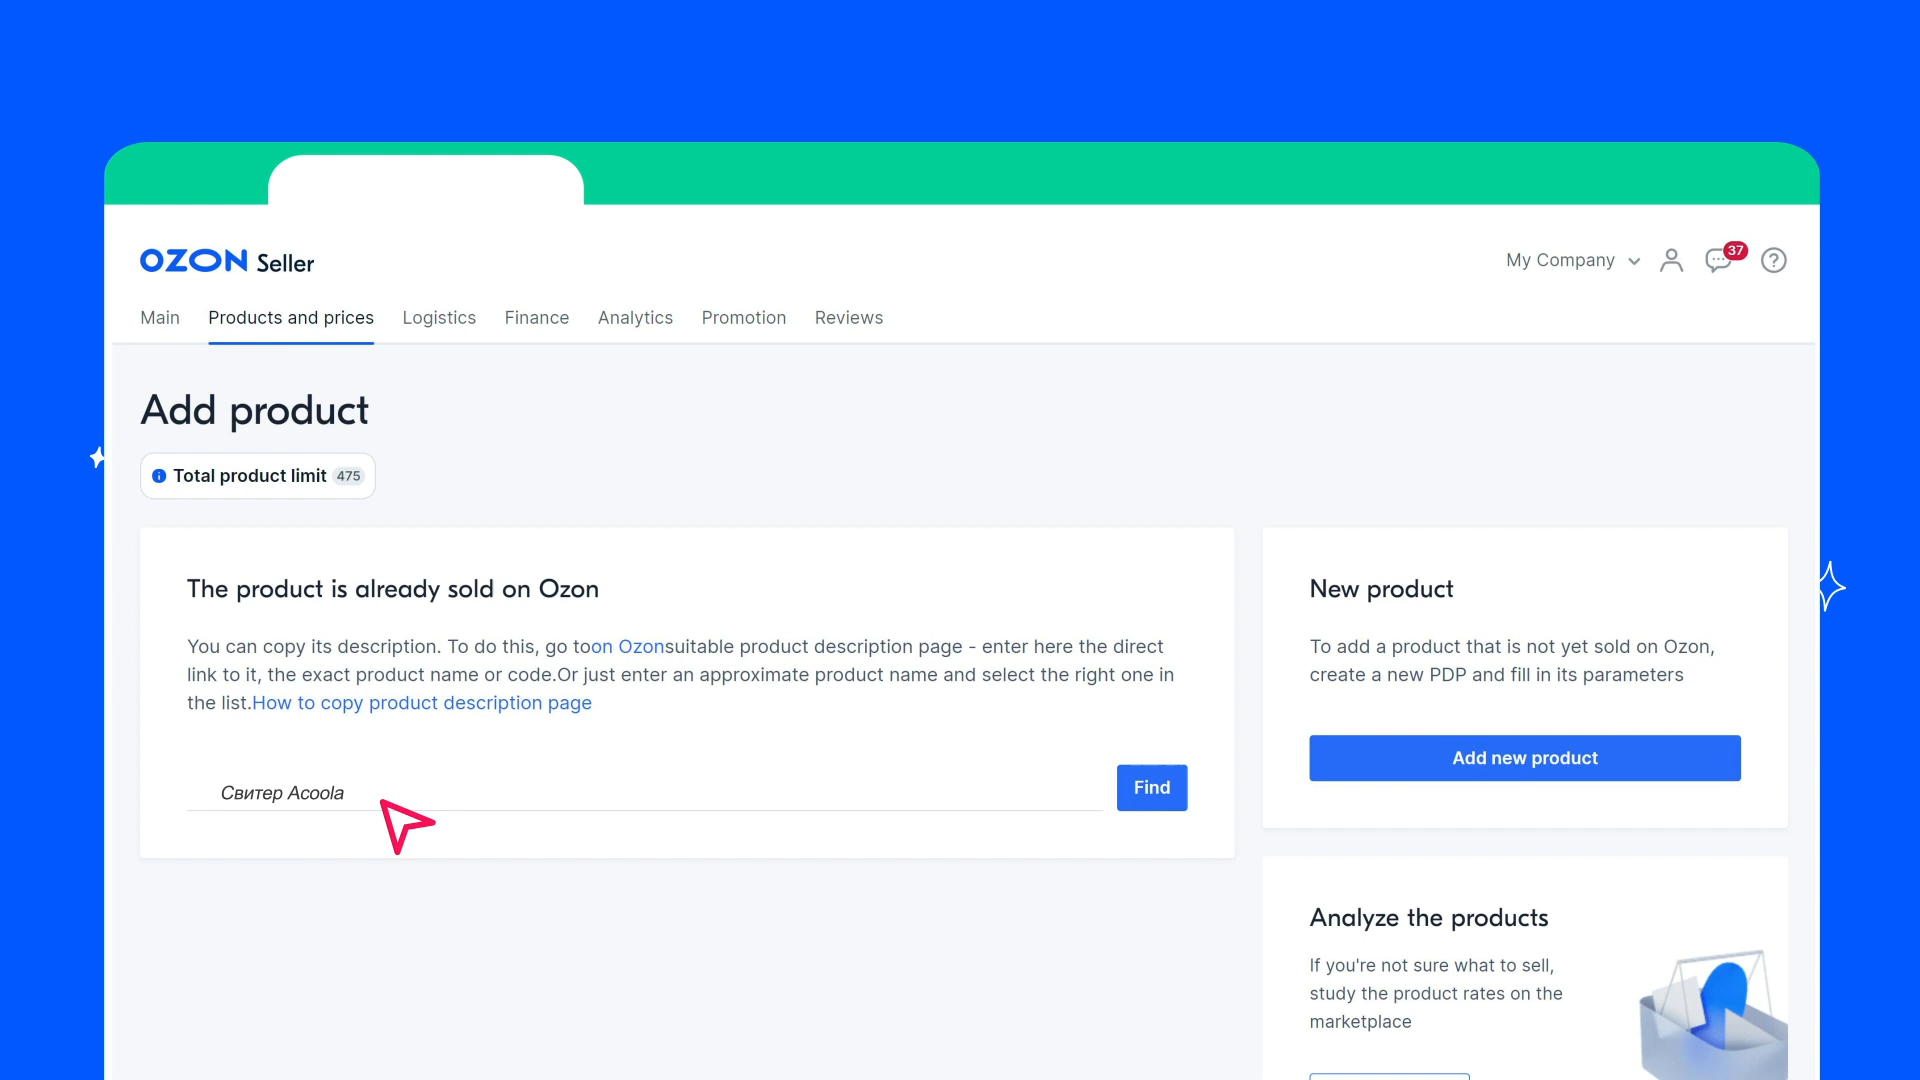 OZON Seller
My Company
37
Main Products and prices Logistics Finance Analytics Promotion Reviews
Add product
Total product limit 475
The product is already sold on Ozon
You can copy its description. To do this, go toon Ozonsuitable product description page - enter here the direct
link to it, the exact product name or code.Or just enter an approximate product name and select the right one in
the list.How to copy product description page
Свитер Acoola
Find
New product
To add a product that is not yet sold on Ozon,
create a new PDP and fill in its parameters
Add new product
Analyze the products
If you're not sure what to sell,
study the product rates on the
marketplace